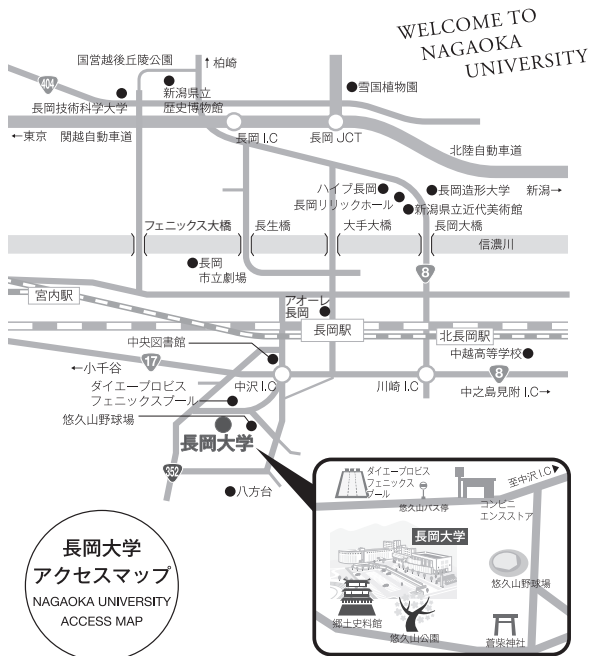 WELCOME TO
NAGAOKA
UNIVERSITY
国営越後丘陵公園
↑柏崎
404
長岡技術科学大学
新潟県立
歴史博物館
雪国植物園
←東京 関越自動車道
長岡I.C
長岡JCT
北陸自動車道
ハイブ長岡
長岡リリックホール
長岡造形大学
新潟→
新潟県立近代美術館
フェニックス大橋
長生橋
大手大橋
長岡大橋
信濃川
長岡
市立劇場
8
宮内駅
アオーレ
長岡
長岡駅
北長岡駅
中央図書館
中越高等学校
17
←小千谷
中沢I.C
川崎I.C
8
中之島見附I.C→
ダイエープロビス
フェニックスプール
悠久山野球場
長岡大学
352
八方台
長岡大学
アクセスマップ
NAGAOKA UNIVERSITY
ACCESS MAP
ダイエープロビス
フェニックス
プール
至中沢I.C
悠久山バス停
コンビニ
エンスストア
長岡大学
悠久山野球場
郷土史料館
悠久山公園
蒼柴神社